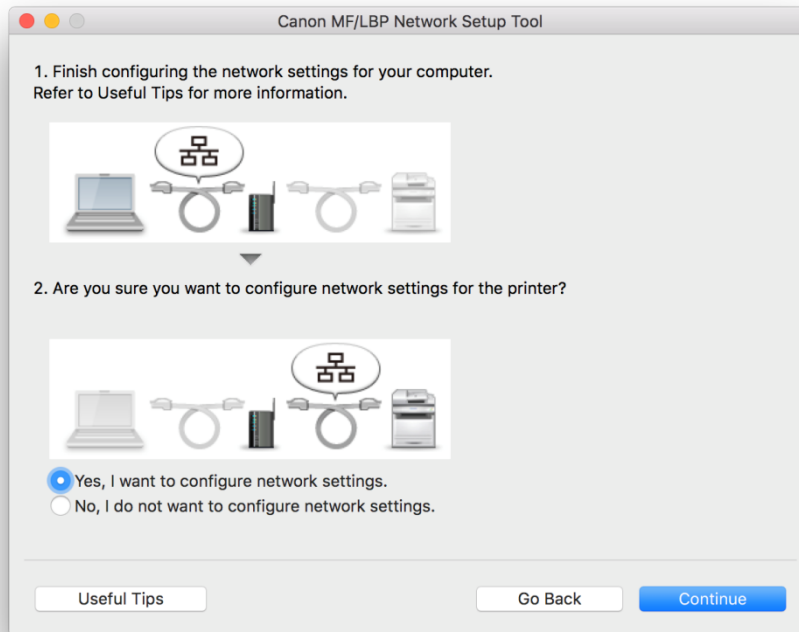 Canon MF/LBP Network Setup Tool
1. Finish configuring the network settings for your computer.
Refer to Useful Tips for more information.
2. Are you sure you want to configure network settings for the printer?
Yes, I want to configure network settings.
No, I do not want to configure network settings.
Useful Tips
Go Back
Continue